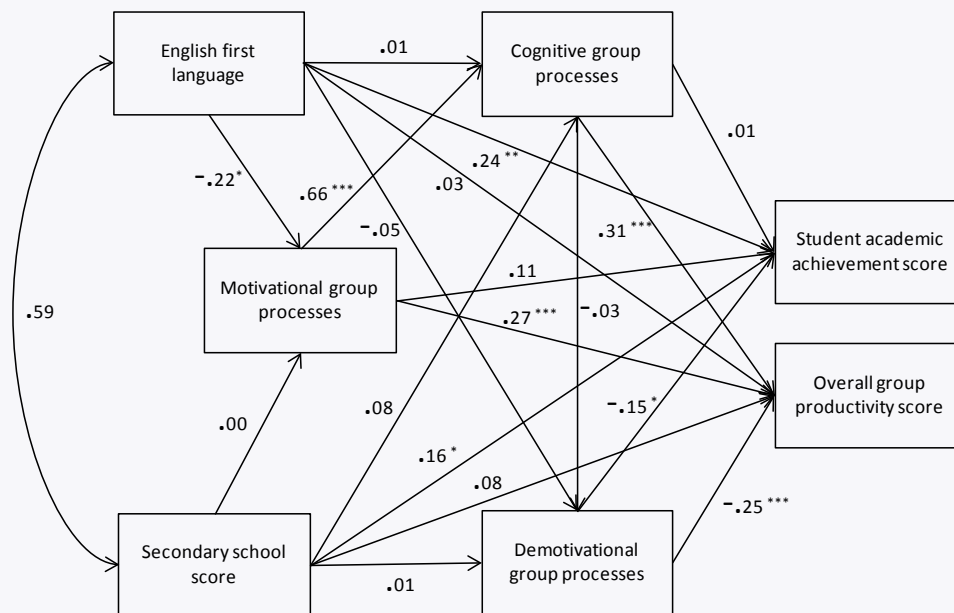 English first
language
.01
Cognitive group
processes
.01
.24 **
-.22*
.66 ***
.03
-.05
.31 ***
Student academic
achievement score
.11
Motivational group
processes
.59
-.03
.27 ***
Overall group
productivity score
.08
-.15 *
.00
.16 *
.08
-.25 ***
Secondary school
score
Demotivational
group processes
.01